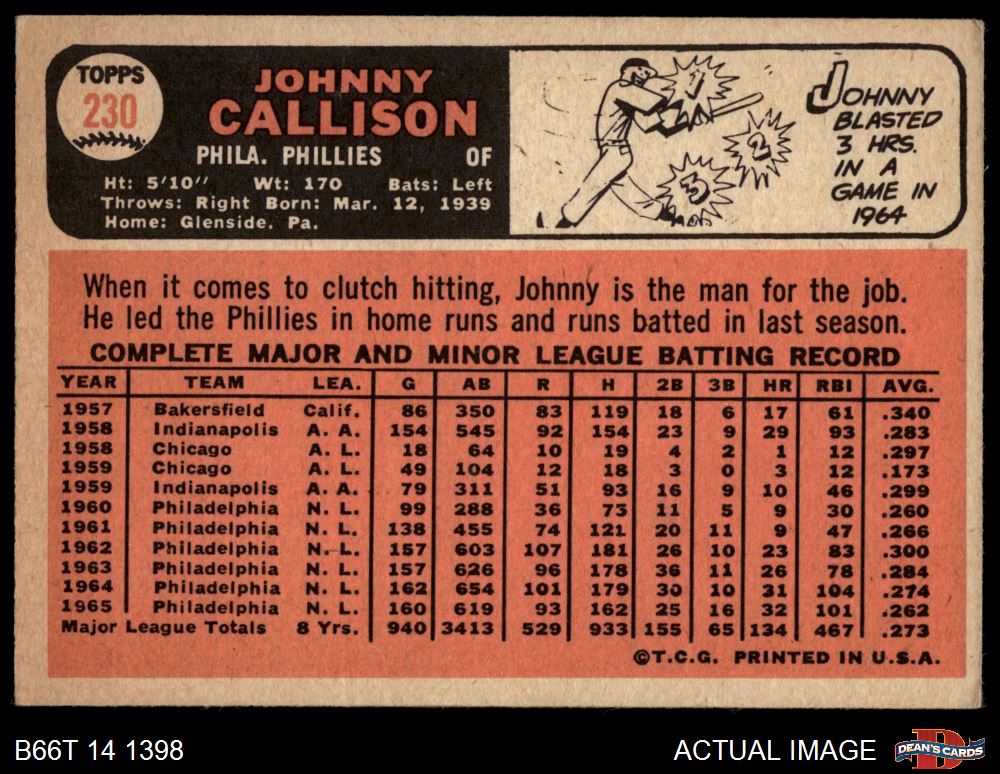 TOPPS
230
JOHNNY
CALLISON
PHILA. PHILLIES OF
Ht: 5'10" Wt: 170 Bats: Left
Throws: Right Born: Mar. 12, 1939
Home: Glenside, Pa.
1
2
3
JOHNNY
BLASTED
3 HRS.
IN A
GAME IN
1964
When it comes to clutch hitting, Johnny is the man for the job.
He led the Phillies in home runs and runs batted in last season.
COMPLETE MAJOR AND MINOR LEAGUE BATTING RECORD
YEAR TEAM LEA. G AB R H 2B 3B HR RBI AVG.
1957 Bakersfield Calif. 86 350 83 119 18 6 17 61 .340
1958 Indianapolis A. A. 154 545 92 154 23 9 29 93 .283
1958 Chicago A. L. 18 64 10 19 4 2 1 12 .297
1959 Chicago A. L. 49 104 12 18 3 0 3 12 .173
1959 Indianapolis A. A. 79 311 51 93 16 9 10 46 .299
1960 Philadelphia N. L. 99 288 36 75 11 5 9 30 .260
1961 Philadelphia N. L. 138 455 74 121 20 11 9 47 .266
1962 Philadelphia N. L. 157 603 107 181 26 10 23 83 .300
1963 Philadelphia N. L. 157 626 96 178 36 11 26 78 .284
1964 Philadelphia N. L. 162 654 101 179 30 10 31 104 .274
1965 Philadelphia N. L. 160 619 93 162 25 16 32 101 .262
Major League Totals 8 Yrs. 940 3413 529 933 155 65 134 467 .273
©T.C.G. PRINTED IN U.S.A.
B66T 14 1398 ACTUAL IMAGE DEAN'S CARDS